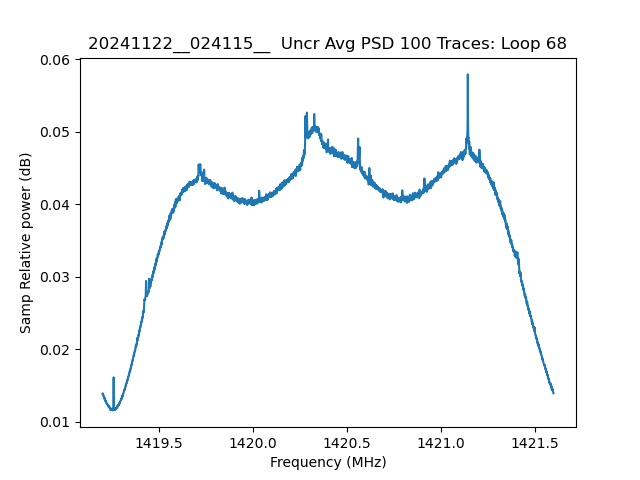 20241122__024115__  Uncr Avg PSD 100 Traces: Loop 68
0.06
0.05
0.04
0.03
0.02
0.01
Samp Relative power (dB)
1419.5 1420.0 1420.5 1421.0 1421.5
Frequency (MHz)